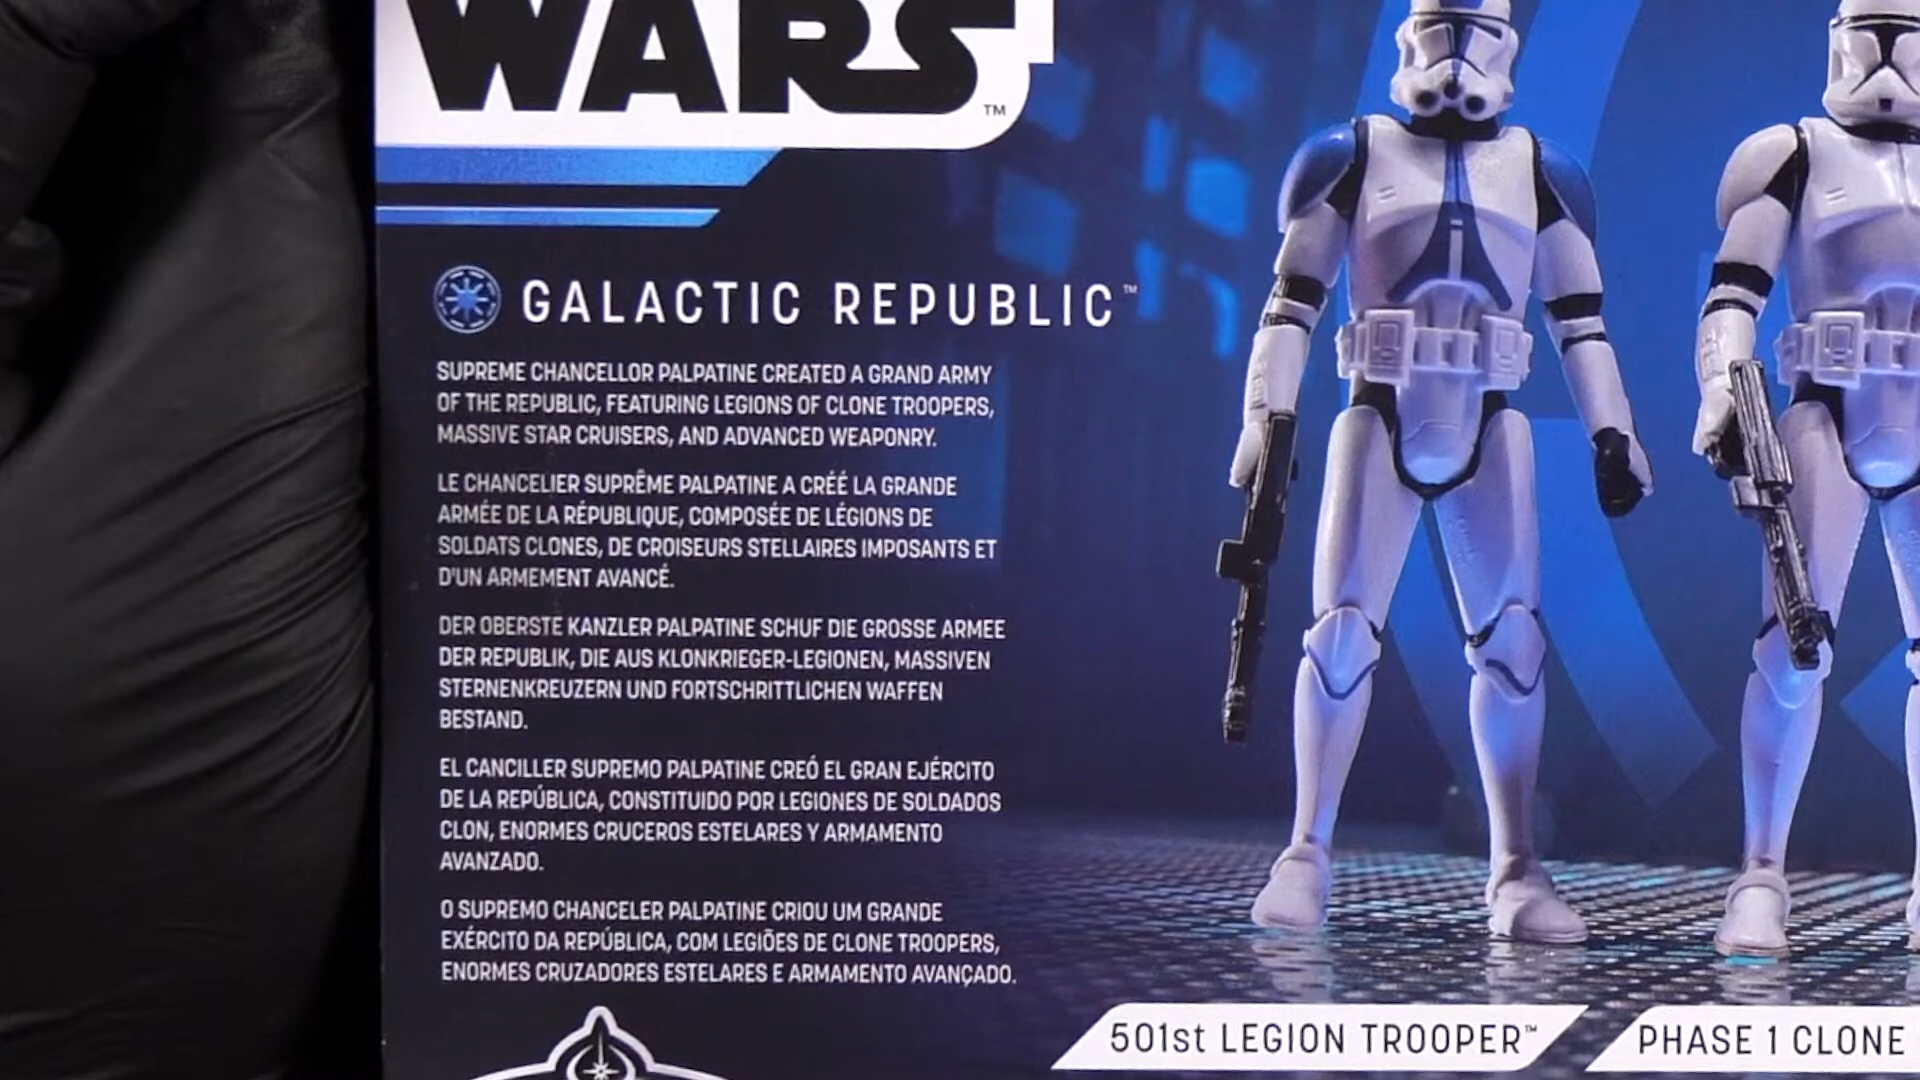 WARS™
GALACTIC REPUBLIC™
SUPREME CHANCELLOR PALPATINE CREATED A GRAND ARMY
OF THE REPUBLIC, FEATURING LEGIONS OF CLONE TROOPERS,
MASSIVE STAR CRUISERS, AND ADVANCED WEAPONRY.
LE CHANCELIER SUPRÊME PALPATINE A CRÉÉ LA GRANDE
ARMÉE DE LA RÉPUBLIQUE, COMPOSÉE DE LÉGIONS DE
SOLDATS CLONES, DE CROISEURS STELLAIRES IMPOSANTS ET
D'UN ARMEMENT AVANCÉ.
DER OBERSTE KANZLER PALPATINE SCHUF DIE GROSSE ARMEE
DER REPUBLIK, DIE AUS KLONKRIEGER-LEGIONEN, MASSIVEN
STERNENKREUZERN UND FORTSCHRITTLICHEN WAFFEN
BESTAND.
EL CANCILLER SUPREMO PALPATINE CREÓ EL GRAN EJÉRCITO
DE LA REPÚBLICA, CONSTITUIDO POR LEGIONES DE SOLDADOS
CLON, ENORMES CRUCEROS ESTELARES Y ARMAMENTO
AVANZADO.
O SUPREMO CHANCELER PALPATINE CRIOU UM GRANDE
EXÉRCITO DA REPÚBLICA, COM LEGIÕES DE CLONE TROOPERS,
ENORMES CRUZADORES ESTELARES E ARMAMENTO AVANÇADO.
501st LEGION TROOPER™
PHASE 1 CLONE